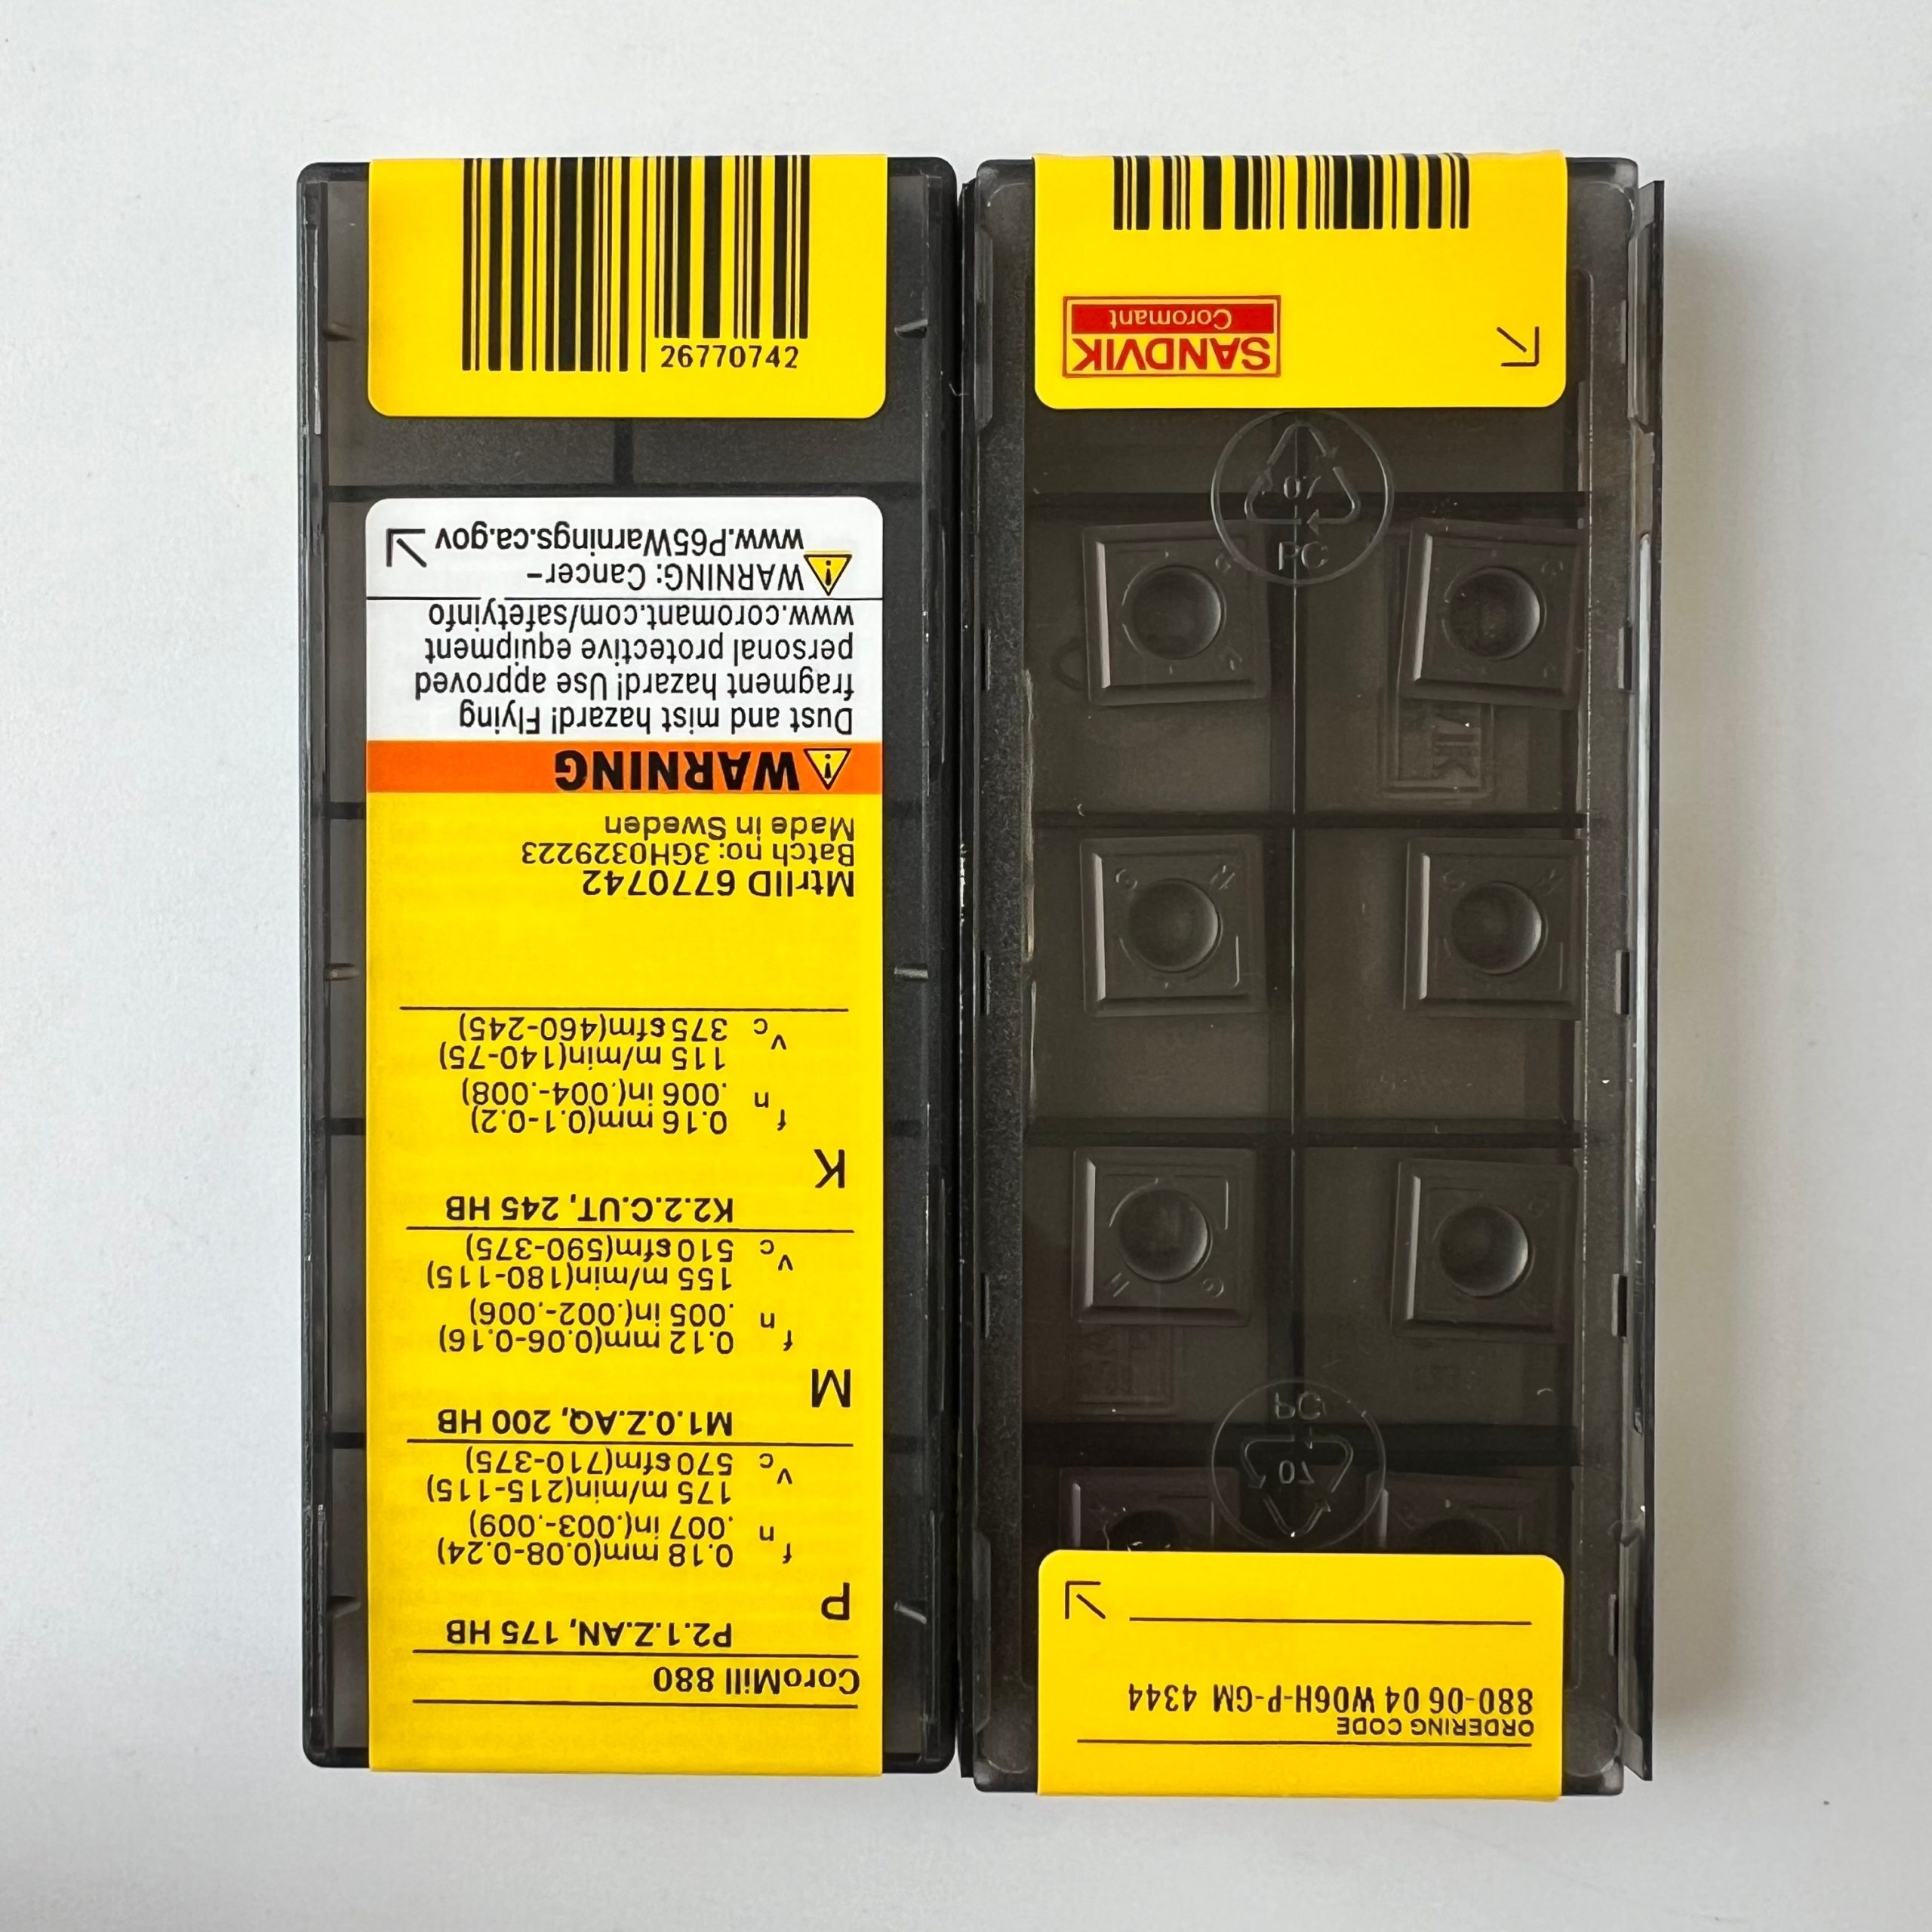 CoroMill 880
P2.1.Z.AN, 175 HB
P
fn 0.18 mm(0.08-0.24)
.007 in(.003-.009)
vc 175 m/min(215-115)
570 sfm(710-375)
M1.0.Z.AQ, 200 HB
M
fn 0.12 mm(0.06-0.16)
.005 in(.002-.006)
vc 155 m/min(180-115)
510 sfm(590-375)
K2.2.C.UT, 245 HB
K
fn 0.16 mm(0.1-0.2)
.006 in(.004-.008)
vc 115 m/min(140-75)
375 sfm(460-245)
MtrlID 6770742
Batch no: 3GH0329223
Made in Sweden
WARNING
Dust and mist hazard! Flying
fragment hazard! Use approved
personal protective equipment
www.coromant.com/safetyinfo
WARNING: Cancer-
www.P65Warnings.ca.gov
26770742
ORDERING CODE
880-06 04 W06H-P-GM 4344
07
PC
07
PC
SANDVIK
Coromant